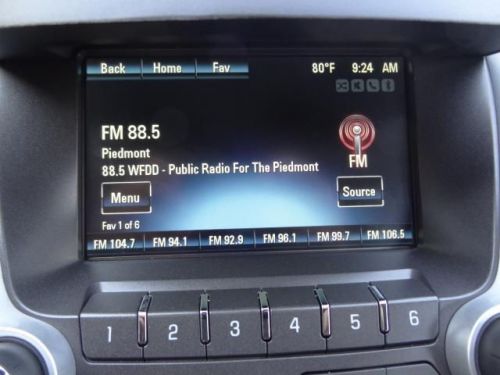 Back Home Fav 80°F 9:24 AM
FM 88.5
Piedmont
88.5 WFDD - Public Radio For The Piedmont
FM
Menu Source
Fav 1 of 6
FM 104.7 FM 94.1 FM 92.9 FM 96.1 FM 99.7 FM 106.5
1 2 3 4 5 6